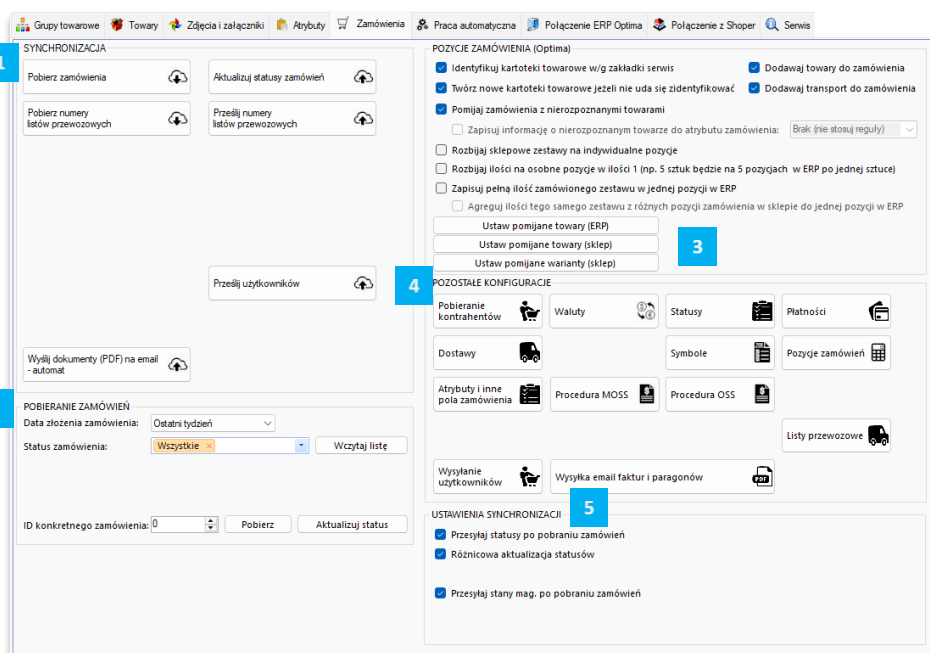 Grupy towarowe Towary Zdjęcia i załączniki Atrybuty Zamówienia Praca automatyczna Połączenie ERP Optima Połączenie z Shoper Serwis
1
SYNCHRONIZACJA
Pobierz zamówienia
Aktualizuj statusy zamówień
Pobierz numery
listów przewozowych
Prześlij numery
listów przewozowych
Prześlij użytkowników
Wyślij dokumenty (PDF) na email
- automat
POBIERANIE ZAMÓWIEŃ
Data złożenia zamówienia: Ostatni tydzień
Status zamówienia: Wszystkie × Wczytaj listę
ID konkretnego zamówienia: 0 Pobierz Aktualizuj status
POZYCJE ZAMÓWIENIA (Optima)
Identyfikuj kartoteki towarowe w/g zakładki serwis Dodawaj towary do zamówienia
Twórz nowe kartoteki towarowe jeżeli nie uda się zidentyfikować Dodawaj transport do zamówienia
Pomijaj zamówienia z nierozpoznanymi towarami
Zapisuj informację o nierozpoznanym towarze do atrybutu zamówienia: Brak (nie stosuj reguły)
Rozbijaj sklepowe zestawy na indywidualne pozycje
Rozbijaj ilości na osobne pozycje w ilości 1 (np. 5 sztuk będzie na 5 pozycjach w ERP po jednej sztuce)
Zapisuj pełną ilość zamówionego zestawu w jednej pozycji w ERP
Agreguj ilości tego samego zestawu z różnych pozycji zamówienia w sklepie do jednej pozycji w ERP
Ustaw pomijane towary (ERP)
Ustaw pomijane towary (sklep)
Ustaw pomijane warianty (sklep)
3
4
POZOSTAŁE KONFIGURACJE
Pobieranie
kontrahentów
Waluty
Statusy
Płatności
Dostawy
Symbole
Pozycje zamówień
Atrybuty i inne
pola zamówienia
Procedura MOSS
Procedura OSS
Listy przewozowe
Wysyłanie
użytkowników
Wysyłka email faktur i paragonów
PDF
5
USTAWIENIA SYNCHRONIZACJI
Przesyłaj statusy po pobraniu zamówień
Różnicowa aktualizacja statusów
Przesyłaj stany mag. po pobraniu zamówień